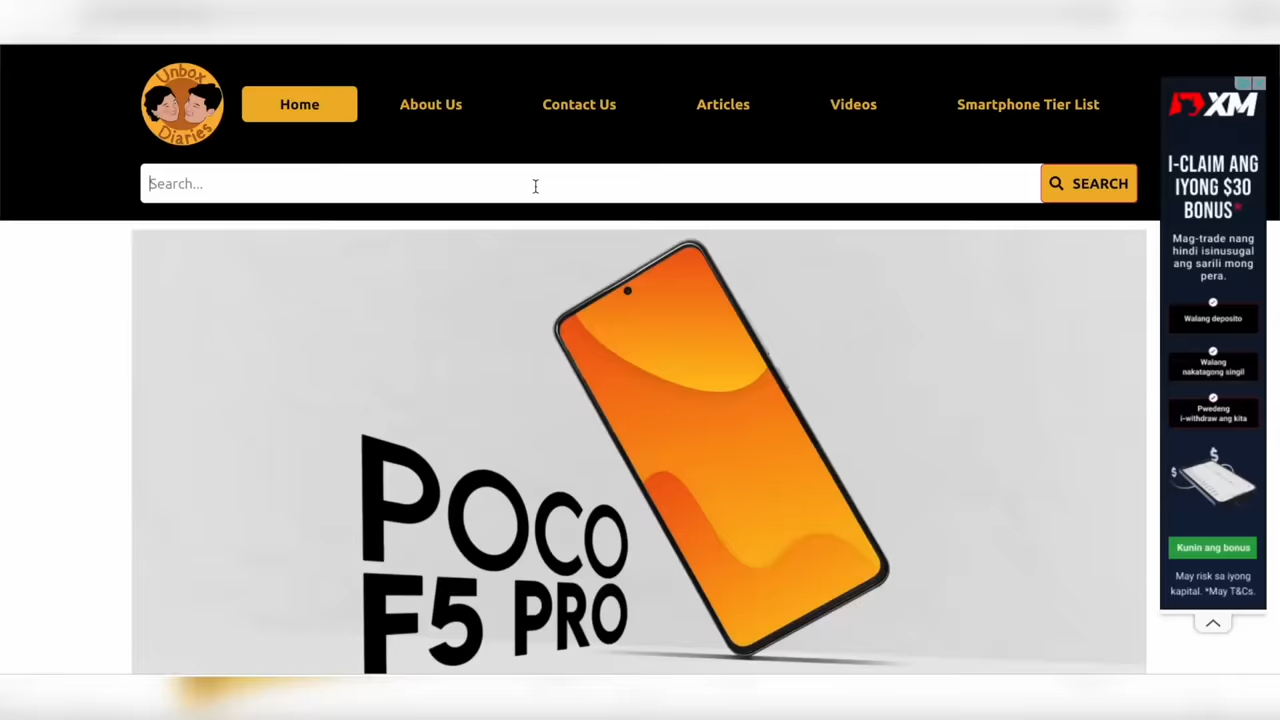 Unbox
Diaries
Home
About Us
Contact Us
Articles
Videos
Smartphone Tier List
Search...
SEARCH
POCO
F5 PRO
XM
I-CLAIM ANG
IYONG $30
BONUS*
Mag-trade nang
hindi isinusugal
ang sarili mong
pera.
Walang deposito
Walang
nakatagong singil
Pwedeng
i-withdraw ang kita
$
$
Kunin ang bonus
May risk sa iyong
kapital. *May T&Cs.